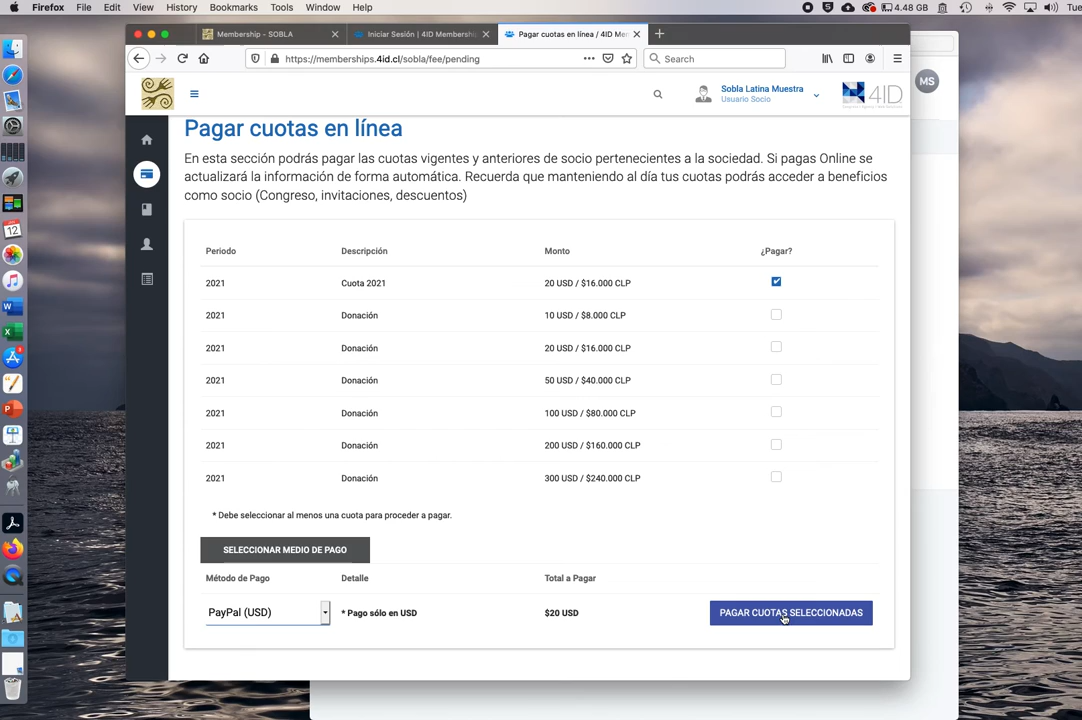 Firefox File Edit View History Bookmarks Tools Window Help 4.48 GB Tue
Membership - SOBLA
Iniciar Sesión | 4ID Membership
Pagar cuotas en línea / 4ID Mem
https://memberships.4id.cl/sobla/fee/pending
Search
Sobla Latina Muestra
Usuario Socio
4ID
MS
Pagar cuotas en línea
En esta sección podrás pagar las cuotas vigentes y anteriores de socio pertenecientes a la sociedad. Si pagas Online se
actualizará la información de forma automática. Recuerda que manteniendo al día tus cuotas podrás acceder a beneficios
como socio (Congreso, invitaciones, descuentos)
Periodo Descripción Monto ¿Pagar?
2021 Cuota 2021 20 USD / $16.000 CLP
2021 Donación 10 USD / $8.000 CLP
2021 Donación 20 USD / $16.000 CLP
2021 Donación 50 USD / $40.000 CLP
2021 Donación 100 USD / $80.000 CLP
2021 Donación 200 USD / $160.000 CLP
2021 Donación 300 USD / $240.000 CLP
* Debe seleccionar al menos una cuota para proceder a pagar.
SELECCIONAR MEDIO DE PAGO
Método de Pago Detalle Total a Pagar
PayPal (USD) * Pago sólo en USD $20 USD PAGAR CUOTAS SELECCIONADAS
12